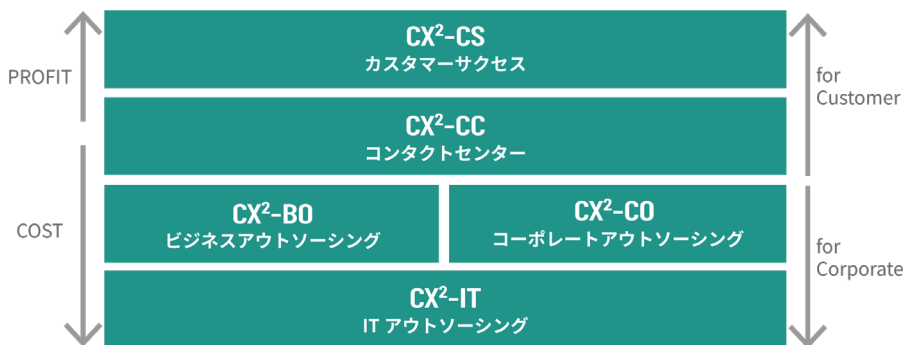 PROFIT
COST
CX²-CS
カスタマーサクセス
CX²-CC
コンタクトセンター
CX²-BO
ビジネスアウトソーシング
CX²-CO
コーポレートアウトソーシング
CX²-IT
IT アウトソーシング
for
Customer
for
Corporate